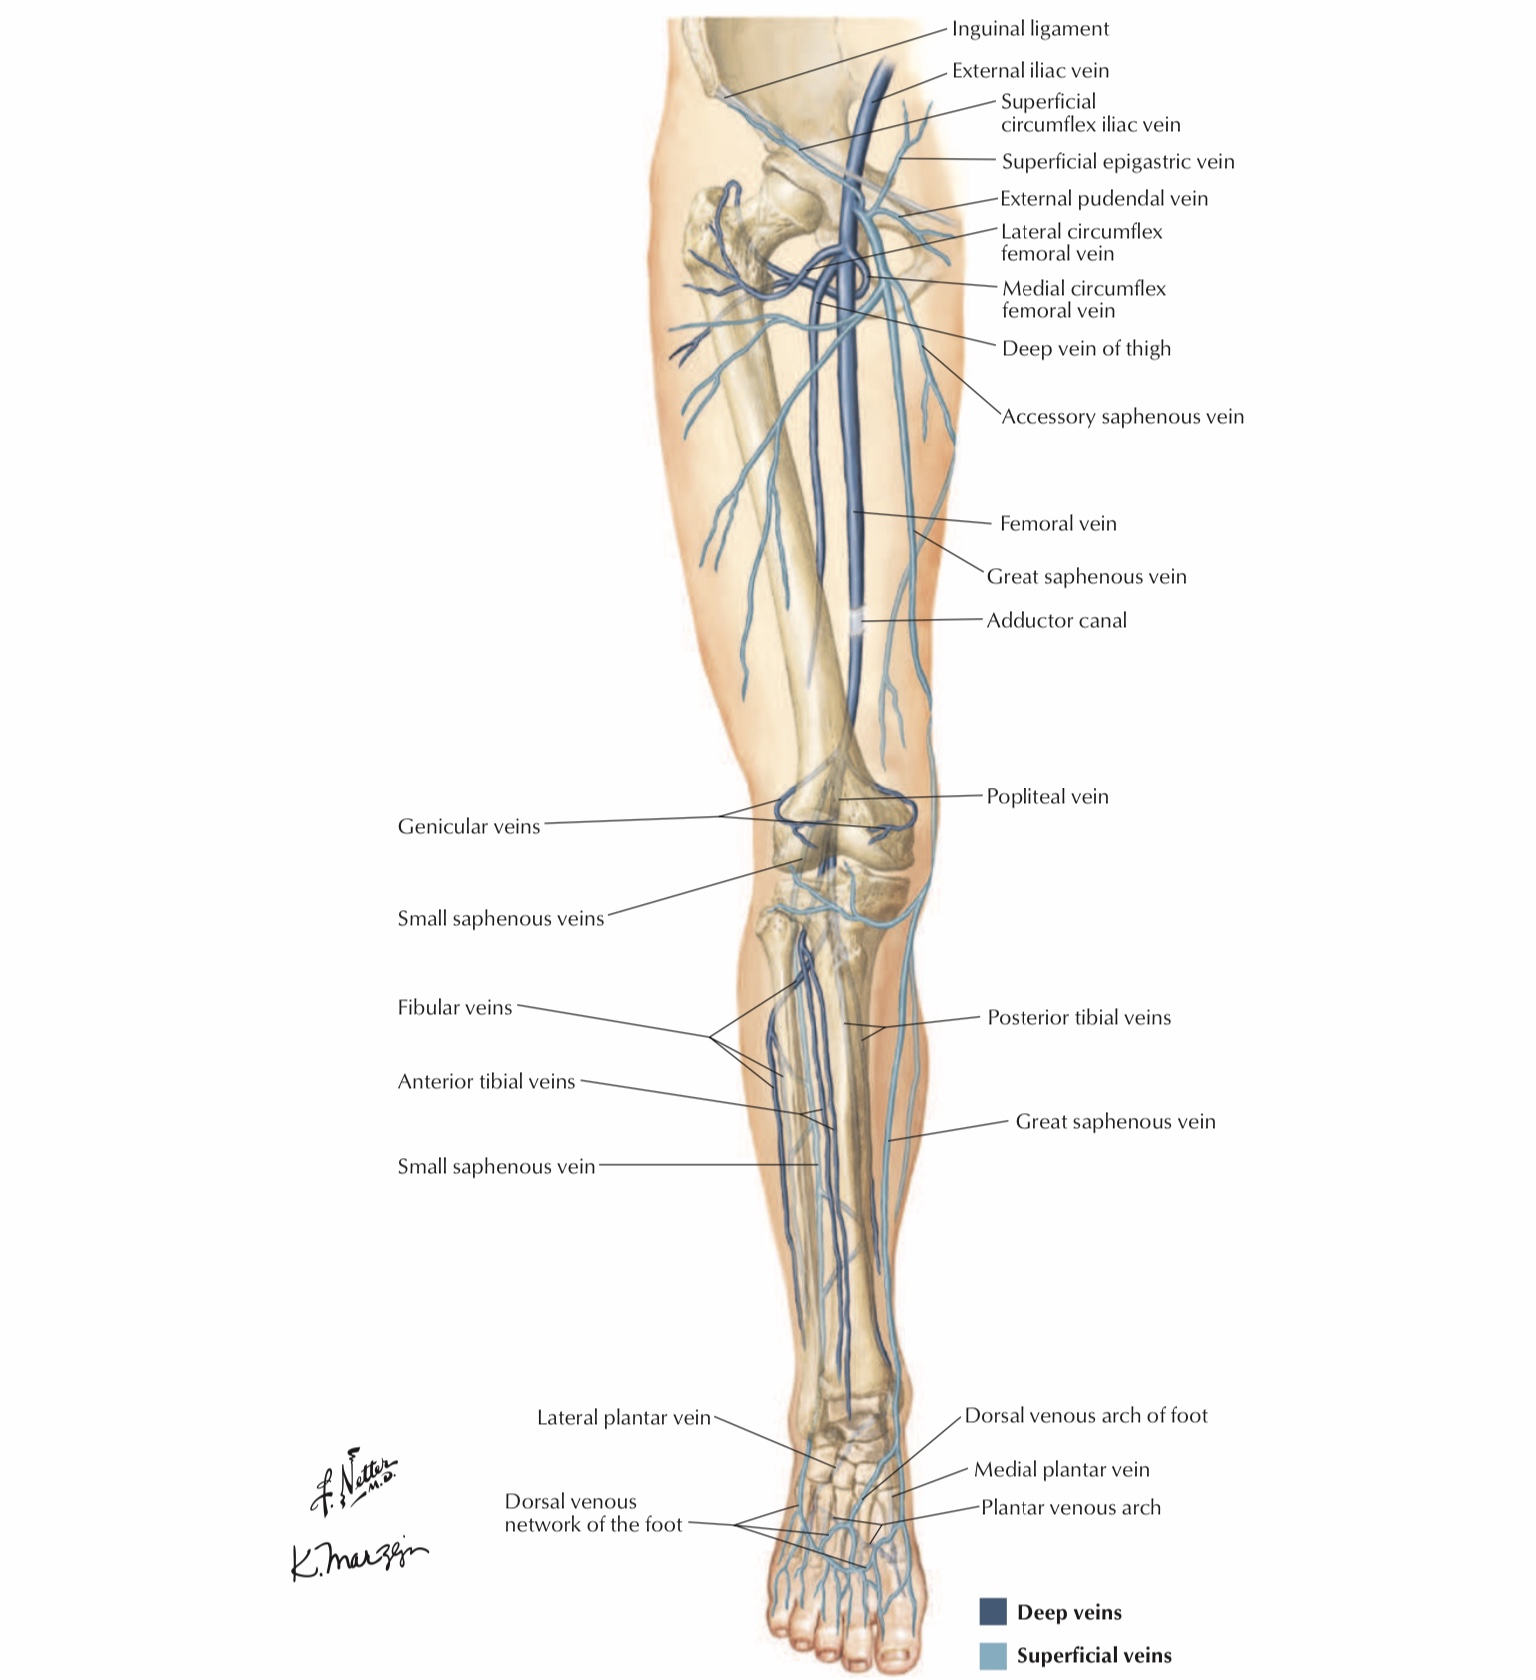 Inguinal ligament
External iliac vein
Superficial
circumflex iliac vein
Superficial epigastric vein
External pudendal vein
Lateral circumflex
femoral vein
Medial circumflex
femoral vein
Deep vein of thigh
Accessory saphenous vein
Femoral vein
Great saphenous vein
Adductor canal
Popliteal vein
Genicular veins
Small saphenous veins
Fibular veins
Posterior tibial veins
Anterior tibial veins
Great saphenous vein
Small saphenous vein
Lateral plantar vein
Dorsal venous arch of foot
Medial plantar vein
Dorsal venous
network of the foot
Plantar venous arch
F. Netter
M.D.
K. Marzejn
Deep veins
Superficial veins